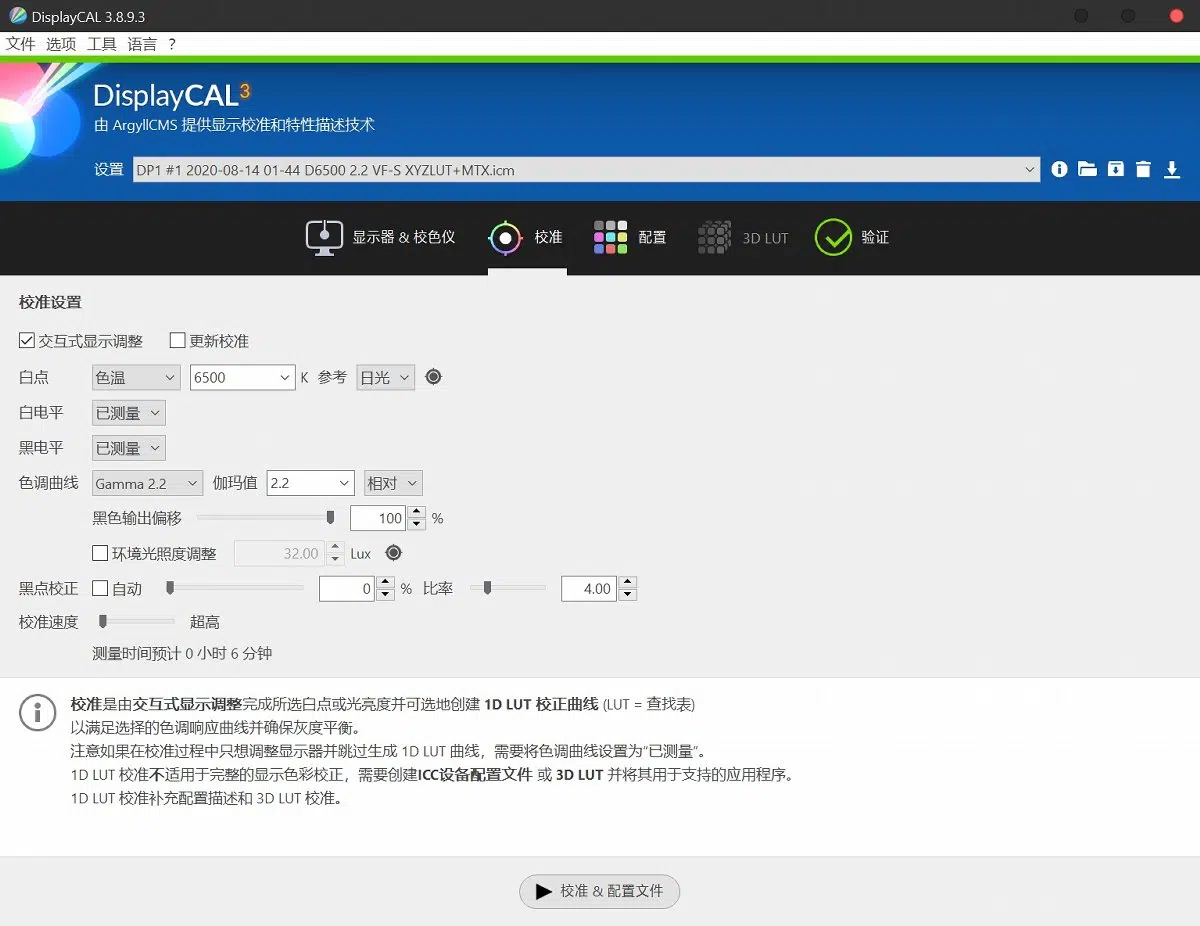 DisplayCAL 3.8.9.3
文件 选项 工具 语言 ?
DisplayCAL3
由 ArgyllCMS 提供显示校准和特性描述技术
设置 DP1 #1 2020-08-14 01-44 D6500 2.2 VF-S XYZLUT+MTX.icm
显示器 & 校色仪 校准 配置 3D LUT 验证
校准设置
交互式显示调整 更新校准
白点 色温 6500 K 参考 日光
白电平 已测量
黑电平 已测量
色调曲线 Gamma 2.2 伽玛值 2.2 相对
黑色输出偏移 100 %
环境光照度调整 32.00 Lux
黑点校正 自动 0 % 比率 4.00
校准速度 超高
测量时间预计 0 小时 6 分钟
校准是由交互式显示调整完成所选白点或光亮度并可选地创建 1D LUT 校正曲线 (LUT = 查找表)
以满足选择的色调响应曲线并确保灰度平衡。
注意如果在校准过程中只想调整显示器并跳过生成 1D LUT 曲线，需要将色调曲线设置为“已测量”。
1D LUT 校准不适用于完整的显示色彩校正，需要创建ICC设备配置文件 或 3D LUT 并将其用于支持的应用程序。
1D LUT 校准补充配置描述和 3D LUT 校准。
校准 & 配置文件